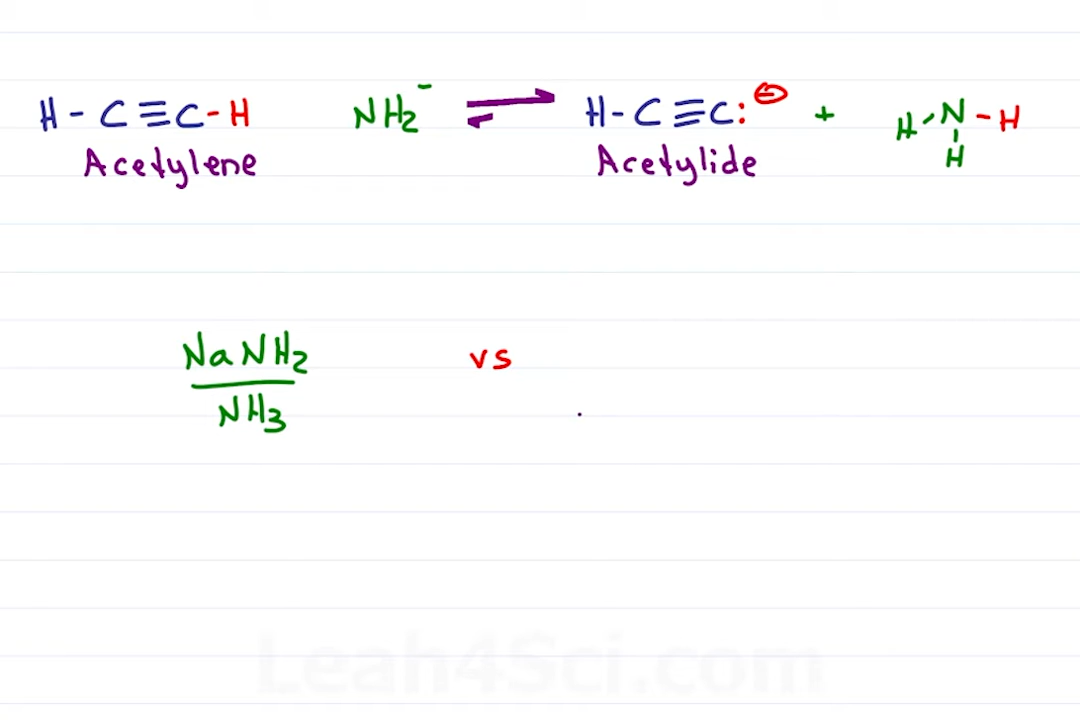 H - C ≡ C - H NH₂⁻ ⇌ H - C ≡ C: ⊖ + H - N - H
H
Acetylene Acetylide
NaNH₂ vs
NH₃
Leah4Sci.com